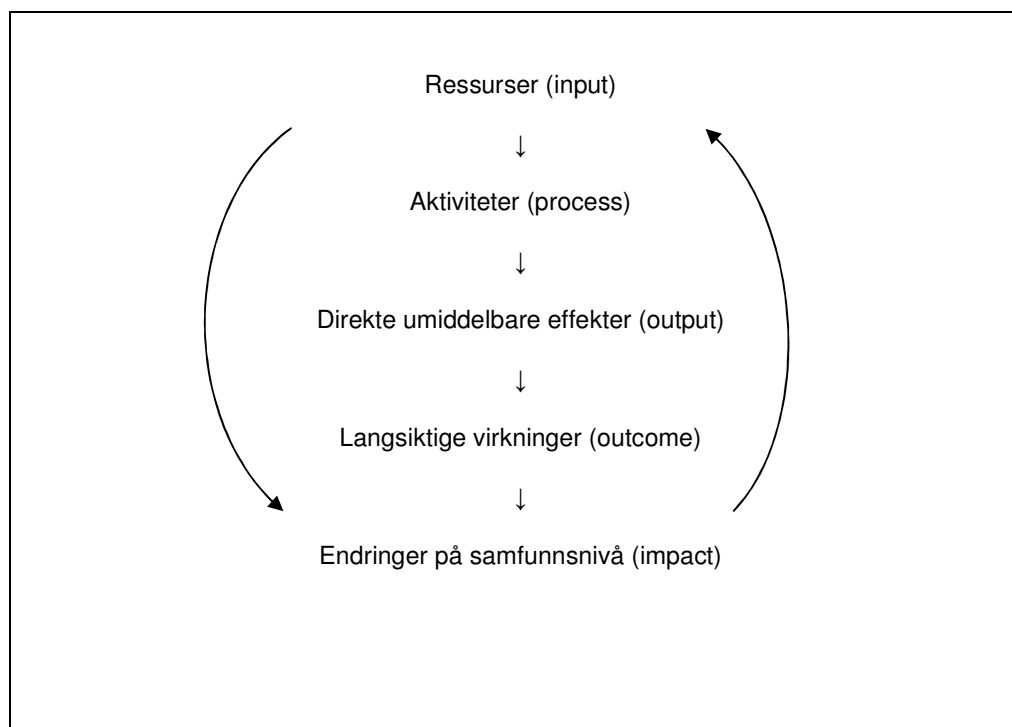 Ressurser (input)
↓
Aktiviteter (process)
↓
Direkte umiddelbare effekter (output)
↓
Langsiktige virkninger (outcome)
↓
Endringer på samfunnsnivå (impact)